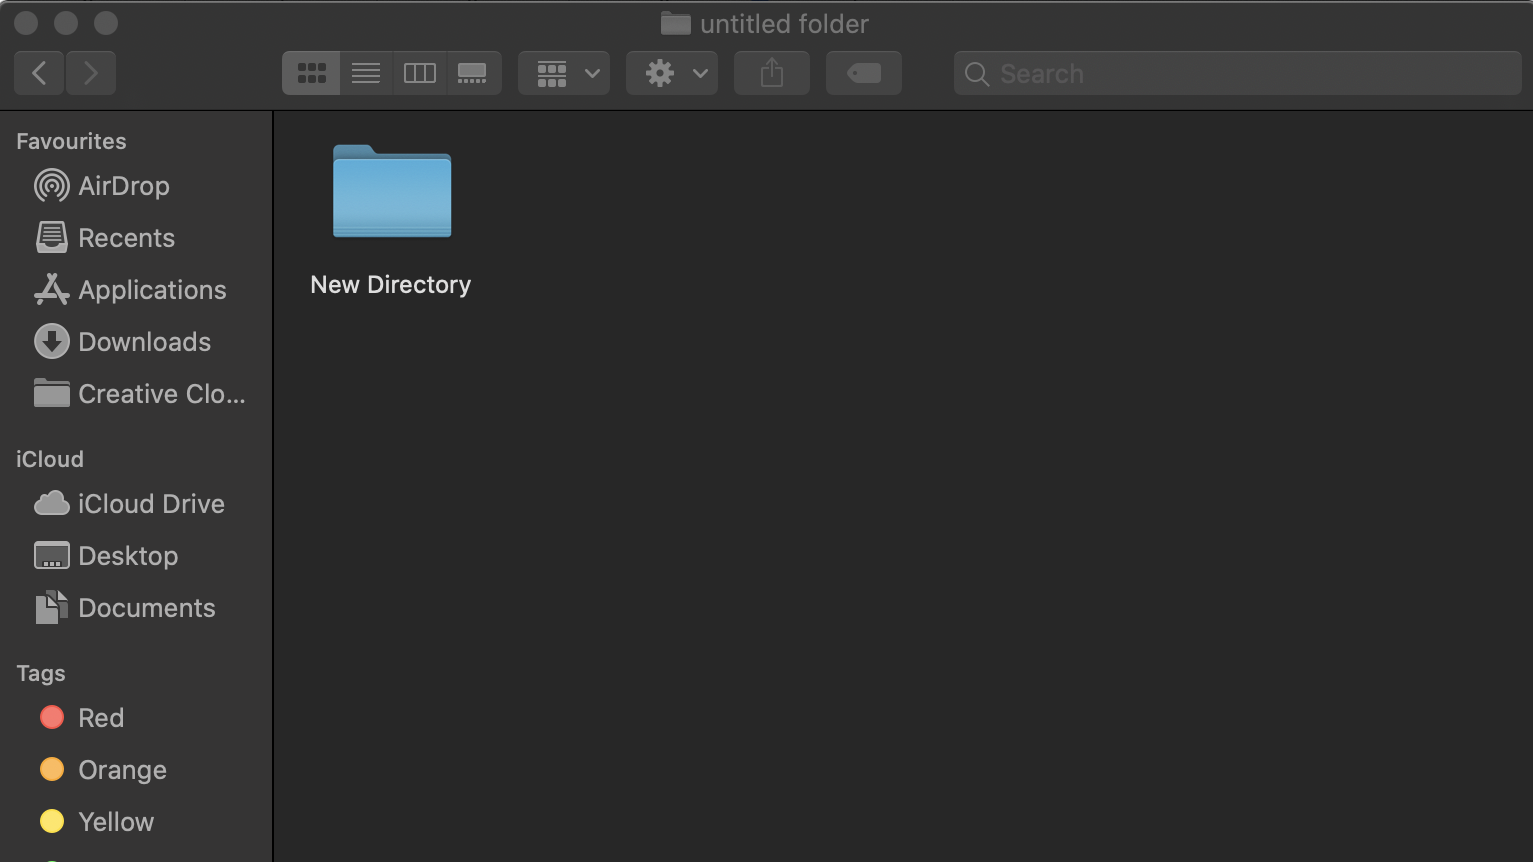 untitled folder
Search
Favourites
AirDrop
Recents
Applications
Downloads
Creative Clo...
iCloud
iCloud Drive
Desktop
Documents
Tags
Red
Orange
Yellow
New Directory